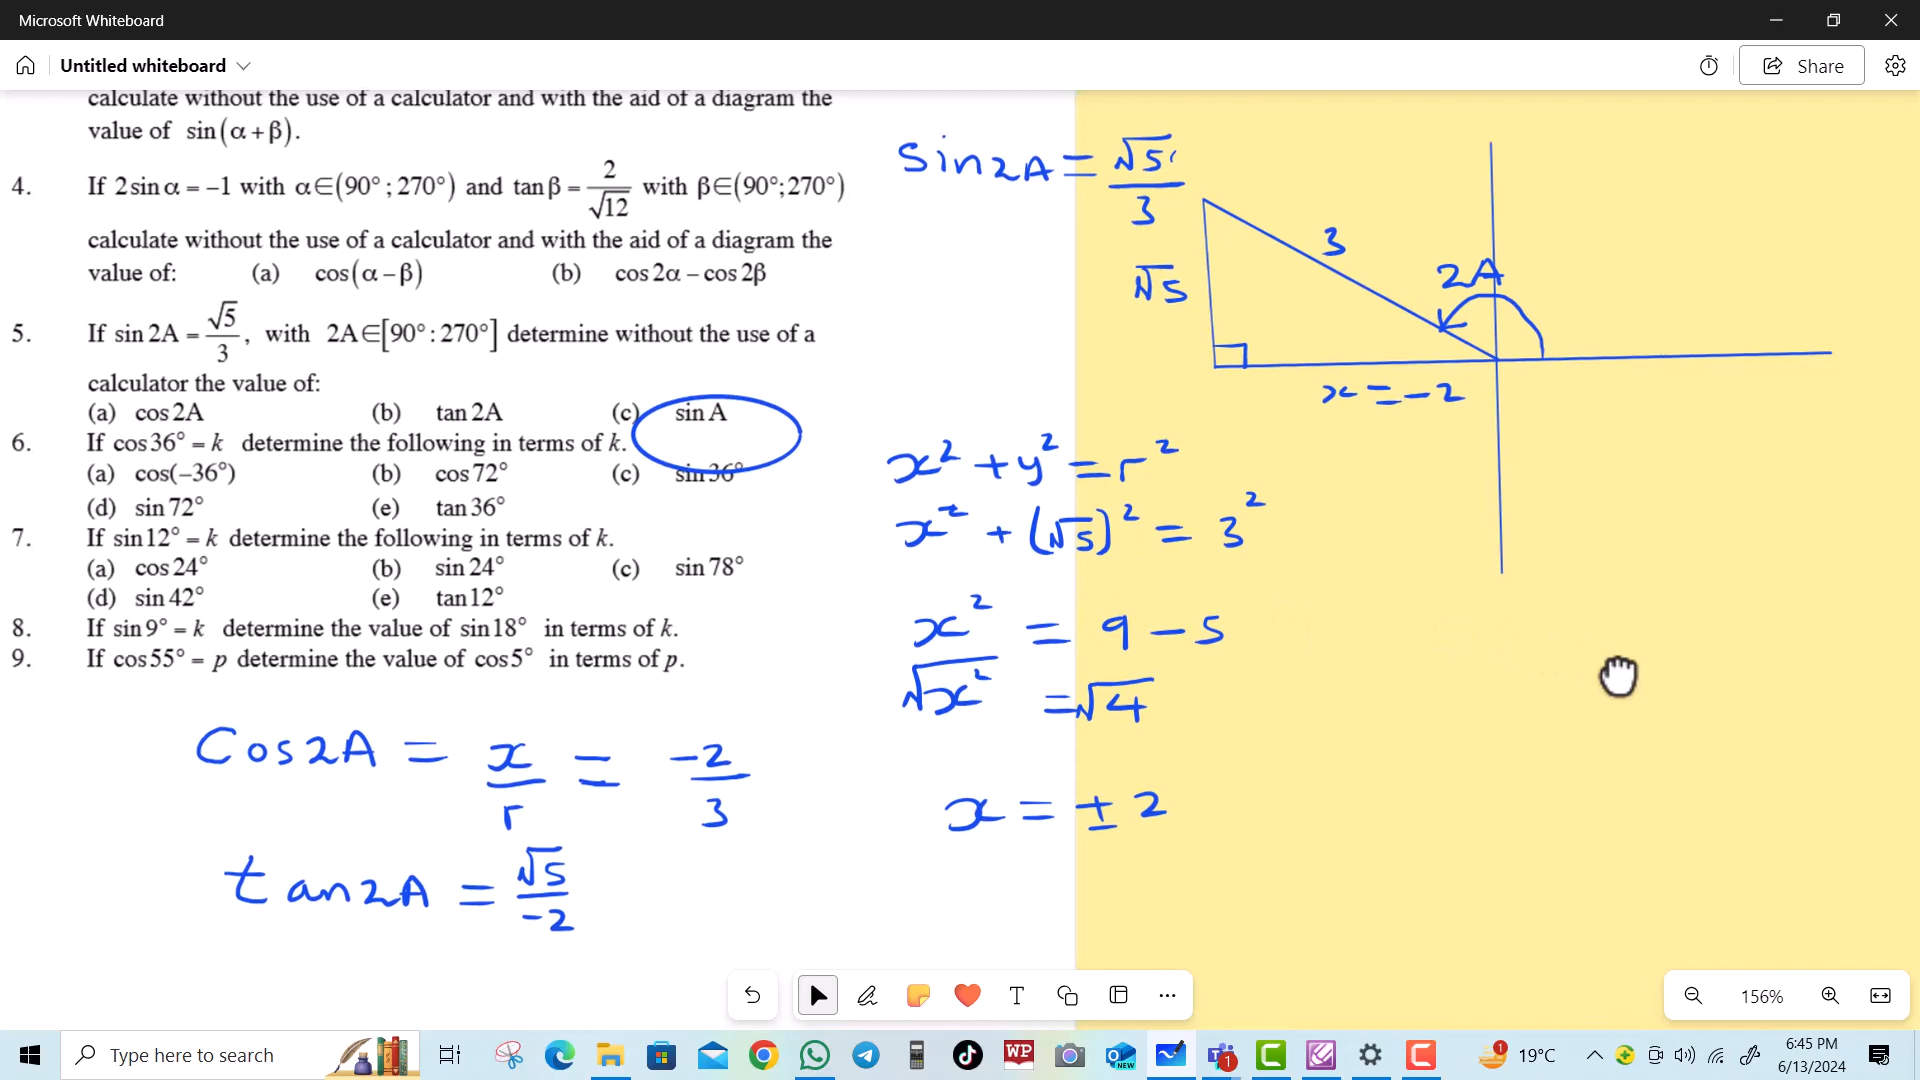 Microsoft Whiteboard
Untitled whiteboard
Share
calculate without the use of a calculator and with the aid of a diagram the
value of sin(α+β).
4. If 2sinα = −1 with α∈(90°;270°) and tanβ = 2/√12 with β∈(90°;270°)
calculate without the use of a calculator and with the aid of a diagram the
value of: (a) cos(α−β) (b) cos2α − cos2β
5. If sin2A = √5/3, with 2A∈[90°:270°] determine without the use of a
calculator the value of:
(a) cos2A (b) tan2A (c) sinA
6. If cos36° = k determine the following in terms of k.
(a) cos(−36°) (b) cos72° (c) sin36°
(d) sin72° (e) tan36°
7. If sin12° = k determine the following in terms of k.
(a) cos24° (b) sin24° (c) sin78°
(d) sin42° (e) tan12°
8. If sin9° = k determine the value of sin18° in terms of k.
9. If cos55° = p determine the value of cos5° in terms of p.
Cos2A = x/r = -2/3
tan2A = √5/-2
Sin2A = √5/3
3
√5
2A
x = -2
x² + y² = r²
x² + (√5)² = 3²
x² = 9 - 5
√x² = √4
x = ± 2
156%
Type here to search
WP
NEW
1
1
19°C
6:45 PM
6/13/2024